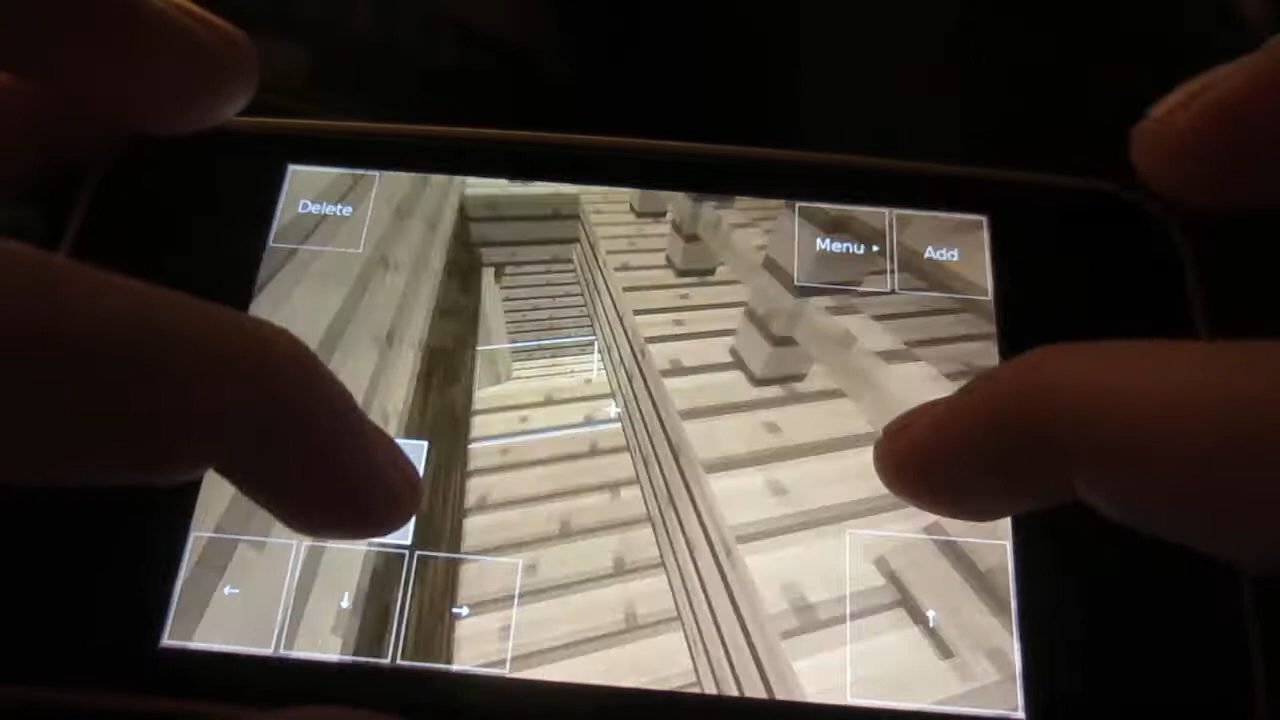 Delete
Menu ▸
Add
←
↓
→
↑